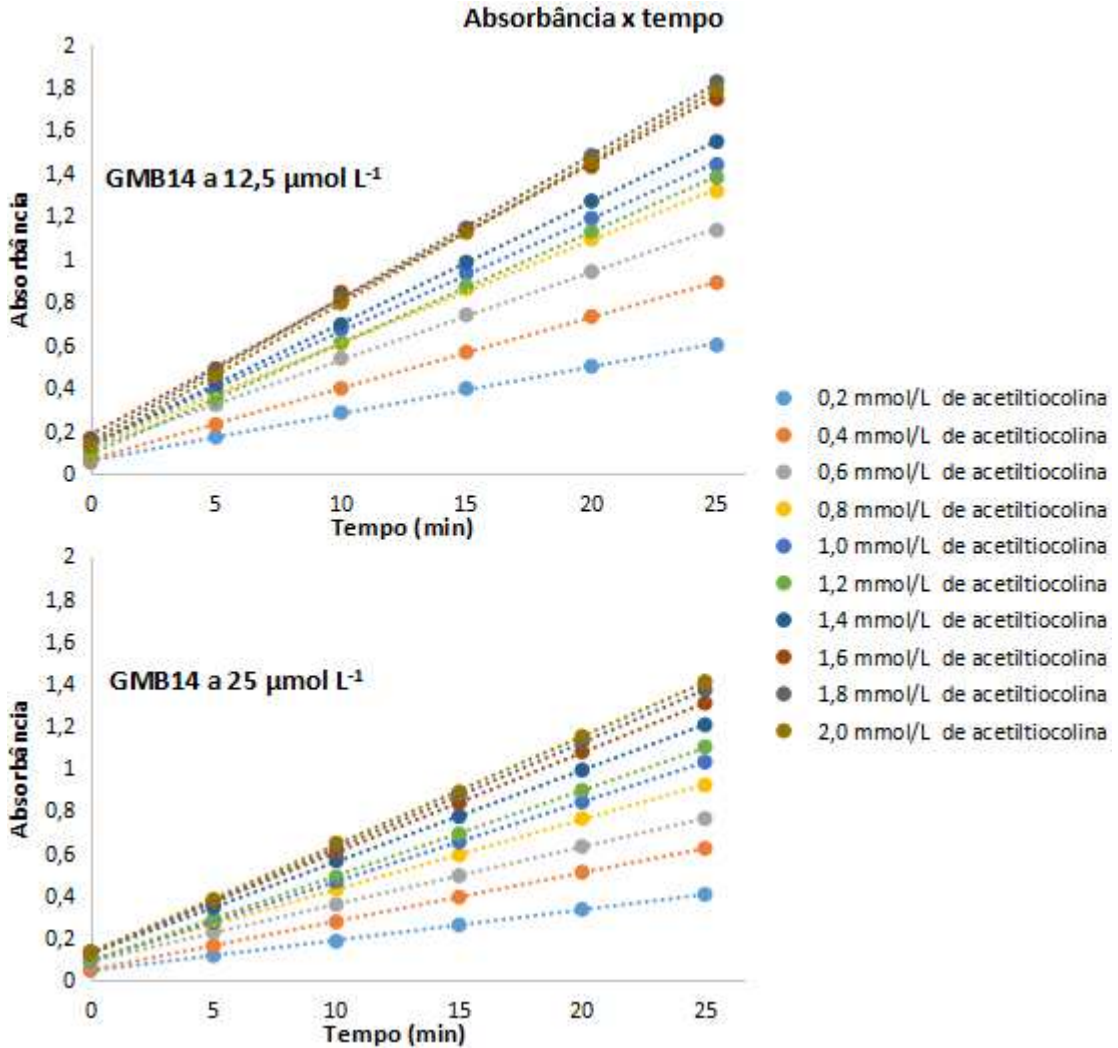 Absorbância x tempo
2
1,8
1,6
1,4
1,2
1
0,8
0,6
0,4
0,2
0
Absorbância
GMB14 a 12,5 µmol L⁻¹
0 5 10 15 20 25
Tempo (min)
2
1,8
1,6
1,4
1,2
1
0,8
0,6
0,4
0,2
0
Absorbância
GMB14 a 25 µmol L⁻¹
0 5 10 15 20 25
Tempo (min)
0,2 mmol/L de acetiltiocolina
0,4 mmol/L de acetiltiocolina
0,6 mmol/L de acetiltiocolina
0,8 mmol/L de acetiltiocolina
1,0 mmol/L de acetiltiocolina
1,2 mmol/L de acetiltiocolina
1,4 mmol/L de acetiltiocolina
1,6 mmol/L de acetiltiocolina
1,8 mmol/L de acetiltiocolina
2,0 mmol/L de acetiltiocolina